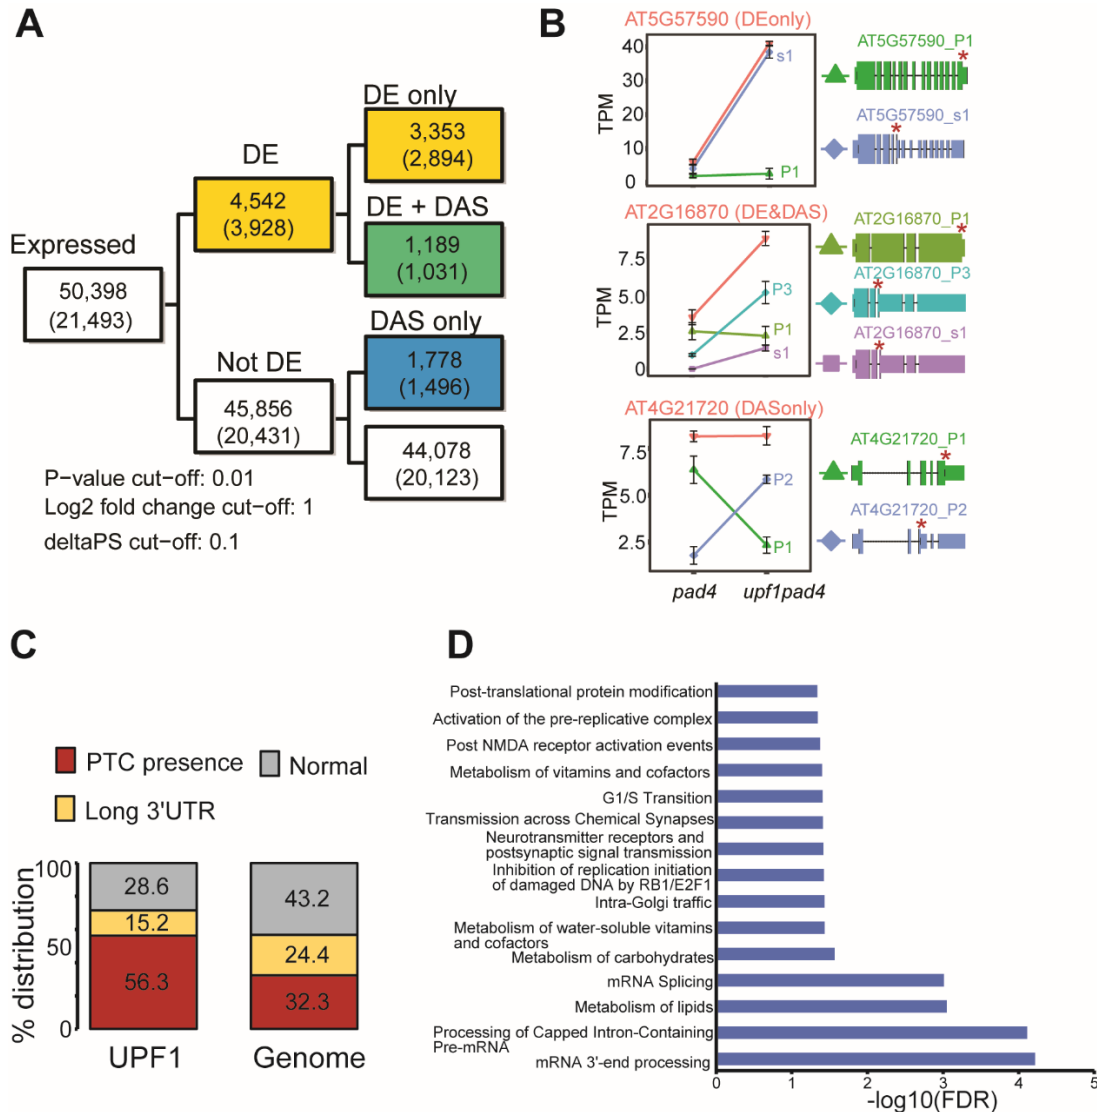 A
DE only
3,353
(2,894)
DE
4,542
(3,928)
DE + DAS
1,189
(1,031)
Expressed
50,398
(21,493)
DAS only
1,778
(1,496)
Not DE
45,856
(20,431)
44,078
(20,123)
P-value cut-off: 0.01
Log2 fold change cut-off: 1
deltaPS cut-off: 0.1
B
AT5G57590 (DEonly)
TPM
40
30
20
10
0
s1
P1
AT5G57590_P1
*
AT5G57590_s1
*
AT2G16870 (DE&DAS)
TPM
7.5
5.0
2.5
0
P3
P1
s1
AT2G16870_P1
*
AT2G16870_P3
*
AT2G16870_s1
*
AT4G21720 (DASonly)
TPM
7.5
5.0
2.5
P2
P1
AT4G21720_P1
*
AT4G21720_P2
*
pad4 upf1pad4
C
PTC presence
Normal
Long 3'UTR
% distribution
100
50
0
28.6
15.2
56.3
43.2
24.4
32.3
UPF1
Genome
D
Post-translational protein modification
Activation of the pre-replicative complex
Post NMDA receptor activation events
Metabolism of vitamins and cofactors
G1/S Transition
Transmission across Chemical Synapses
Neurotransmitter receptors and
postsynaptic signal transmission
Inhibition of replication initiation
of damaged DNA by RB1/E2F1
Intra-Golgi traffic
Metabolism of water-soluble vitamins
and cofactors
Metabolism of carbohydrates
mRNA Splicing
Metabolism of lipids
Processing of Capped Intron-Containing
Pre-mRNA
mRNA 3'-end processing
0 1 2 3 4 5
-log10(FDR)